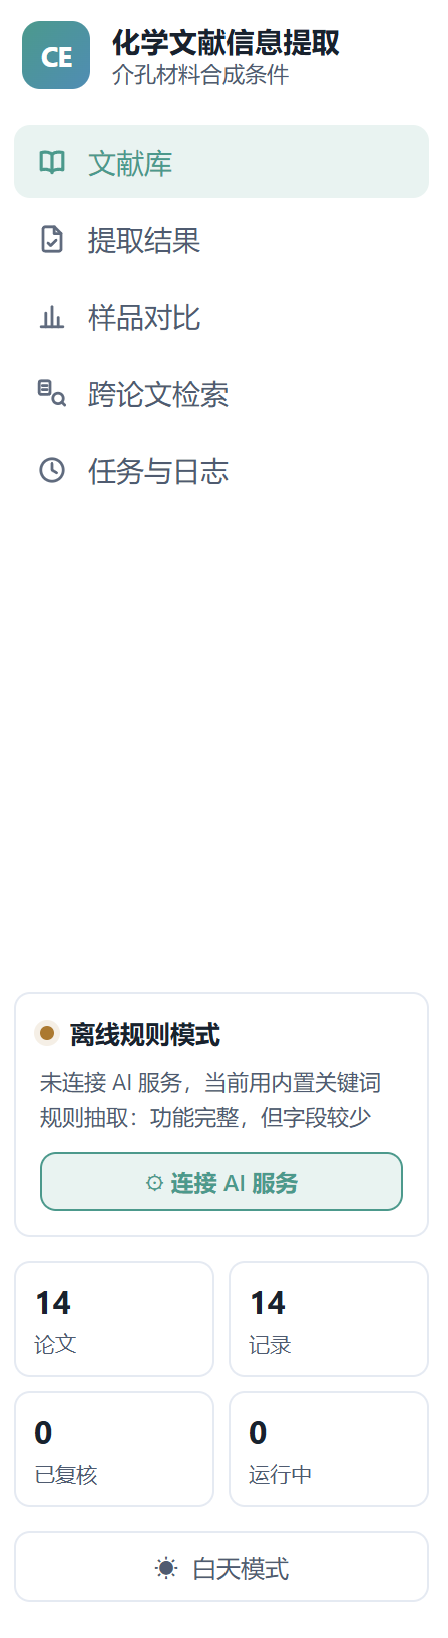 CE
化学文献信息提取
介孔材料合成条件
文献库
提取结果
样品对比
跨论文检索
任务与日志
离线规则模式
未连接 AI 服务，当前用内置关键词
规则抽取：功能完整，但字段较少
连接 AI 服务
14
论文
14
记录
0
已复核
0
运行中
白天模式